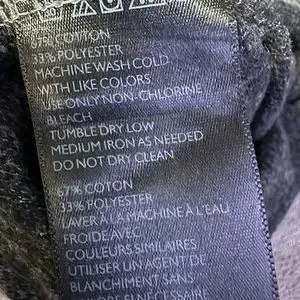 67% COTTON
33% POLYESTER
MACHINE WASH COLD
WITH LIKE COLORS
USE ONLY NON-CHLORINE
BLEACH
TUMBLE DRY LOW
MEDIUM IRON AS NEEDED
DO NOT DRY CLEAN
67% COTON
33% POLYESTER
LAVER À LA MACHINE À L'EAU
FROIDE AVEC
COULEURS SIMILAIRES
UTILISER UN AGENT DE
BLANCHIMENT SANS